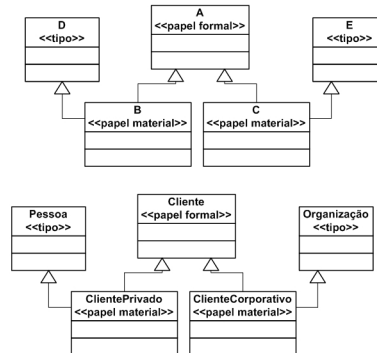 A
<<papel formal>>
D
<<tipo>>
E
<<tipo>>
B
<<papel material>>
C
<<papel material>>
Cliente
<<papel formal>>
Pessoa
<<tipo>>
Organização
<<tipo>>
ClientePrivado
<<papel material>>
ClienteCorporativo
<<papel material>>